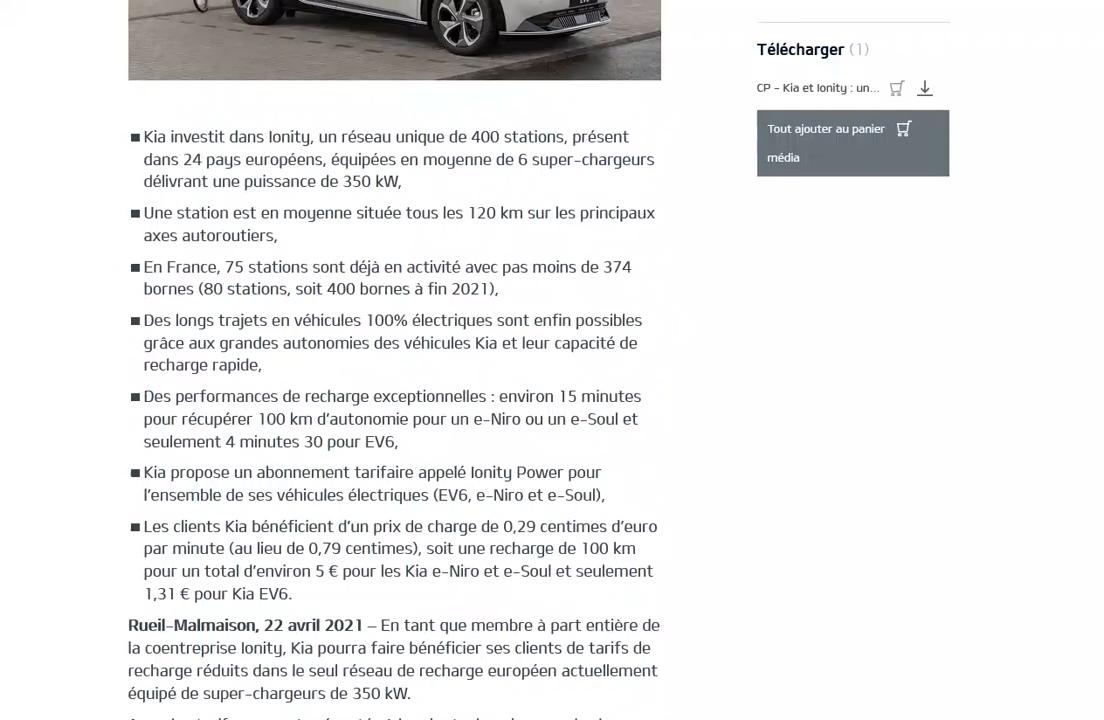 Kia investit dans Ionity, un réseau unique de 400 stations, présent
dans 24 pays européens, équipées en moyenne de 6 super-chargeurs
délivrant une puissance de 350 kW,
Une station est en moyenne située tous les 120 km sur les principaux
axes autoroutiers,
En France, 75 stations sont déjà en activité avec pas moins de 374
bornes (80 stations, soit 400 bornes à fin 2021),
Des longs trajets en véhicules 100% électriques sont enfin possibles
grâce aux grandes autonomies des véhicules Kia et leur capacité de
recharge rapide,
Des performances de recharge exceptionnelles : environ 15 minutes
pour récupérer 100 km d'autonomie pour un e-Niro ou un e-Soul et
seulement 4 minutes 30 pour EV6,
Kia propose un abonnement tarifaire appelé Ionity Power pour
l'ensemble de ses véhicules électriques (EV6, e-Niro et e-Soul),
Les clients Kia bénéficient d'un prix de charge de 0,29 centimes d'euro
par minute (au lieu de 0,79 centimes), soit une recharge de 100 km
pour un total d'environ 5 € pour les Kia e-Niro et e-Soul et seulement
1,31 € pour Kia EV6.
Rueil-Malmaison, 22 avril 2021 – En tant que membre à part entière de
la coentreprise Ionity, Kia pourra faire bénéficier ses clients de tarifs de
recharge réduits dans le seul réseau de recharge européen actuellement
équipé de super-chargeurs de 350 kW.
Télécharger (1)
CP - Kia et Ionity : un...
Tout ajouter au panier
média